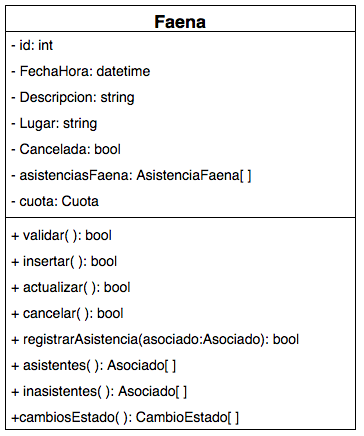 Faena
- id: int
- FechaHora: datetime
- Descripcion: string
- Lugar: string
- Cancelada: bool
- asistenciasFaena: AsistenciaFaena[ ]
- cuota: Cuota
+ validar( ): bool
+ insertar( ): bool
+ actualizar( ): bool
+ cancelar( ): bool
+ registrarAsistencia(asociado:Asociado): bool
+ asistentes( ): Asociado[ ]
+ inasistentes( ): Asociado[ ]
+cambiosEstado( ): CambioEstado[ ]